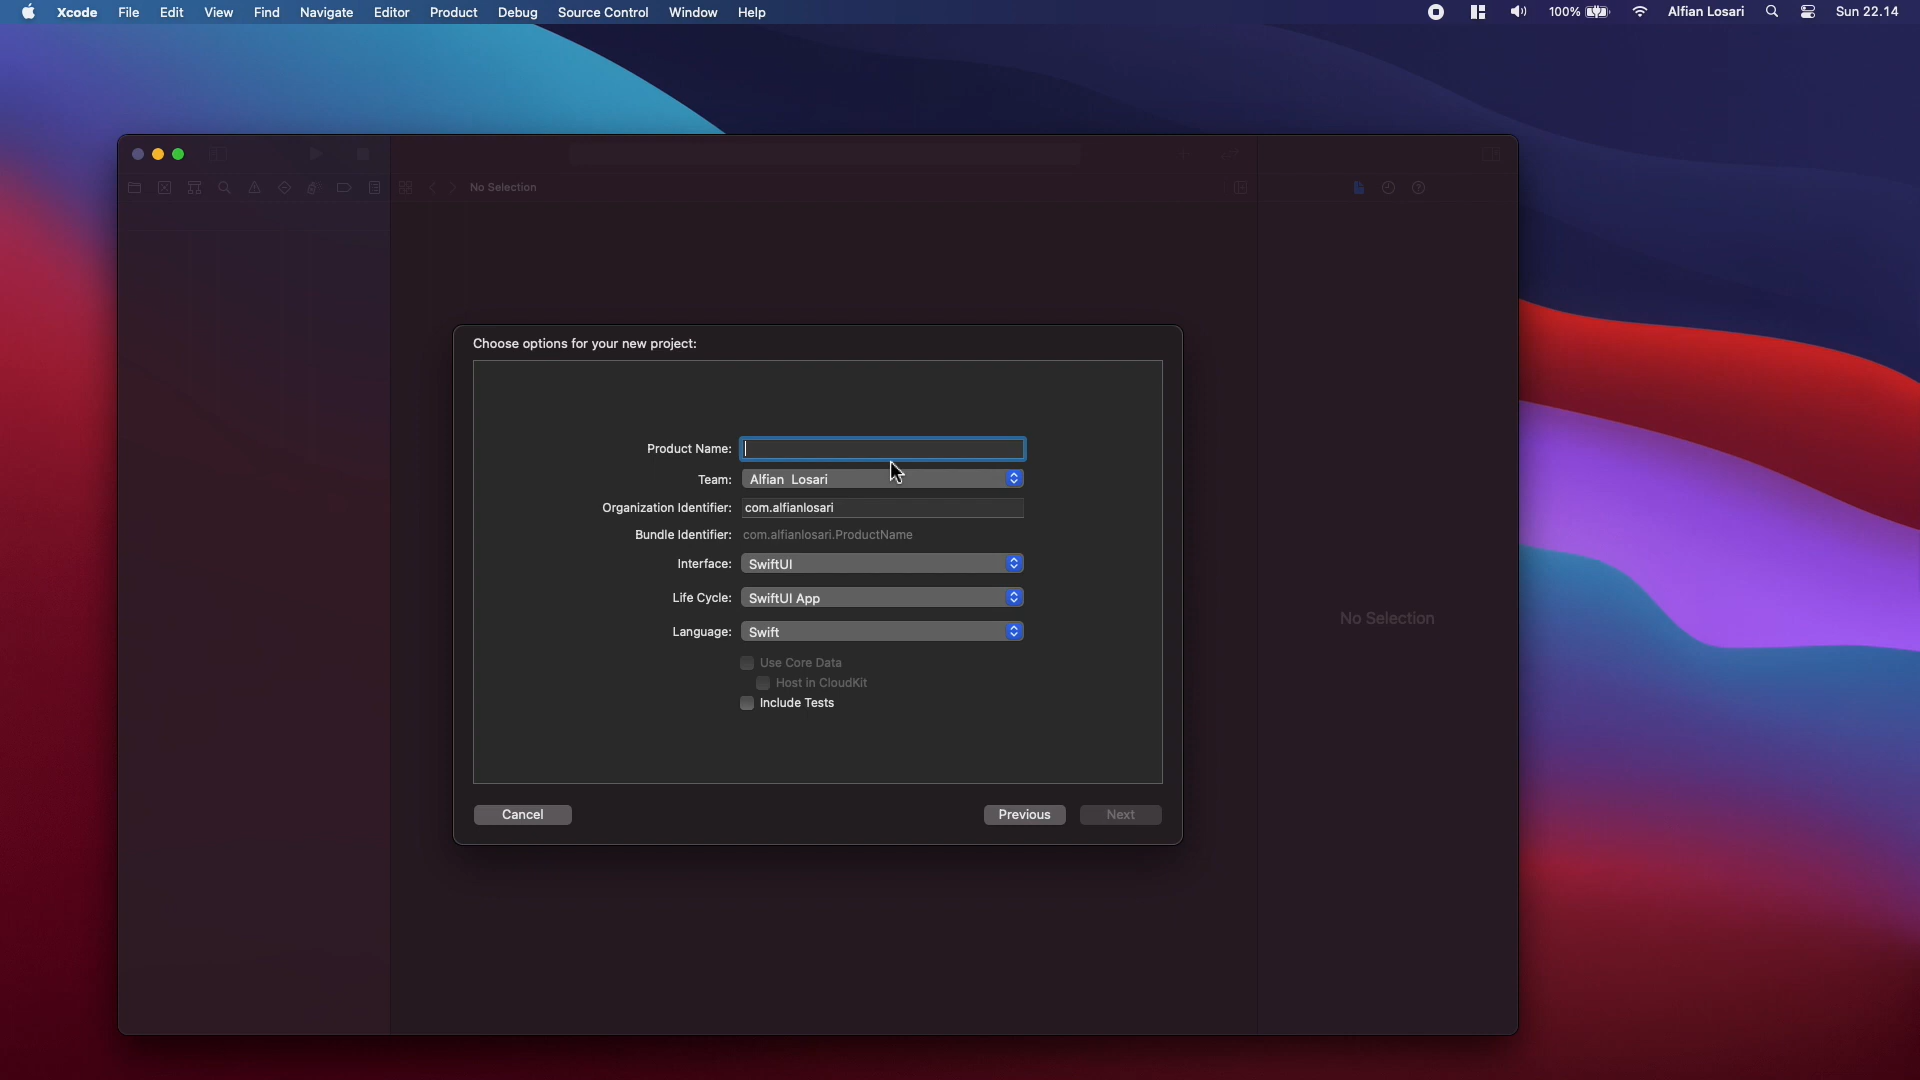 Xcode File Edit View Find Navigate Editor Product Debug Source Control Window Help 100% Alfian Losari Sun 22.14
No Selection
Choose options for your new project:
Product Name:
Team: Alfian Losari
Organization Identifier: com.alfianlosari
Bundle Identifier: com.alfianlosari.ProductName
Interface: SwiftUI
Life Cycle: SwiftUI App
Language: Swift
Use Core Data
Host in CloudKit
Include Tests
Cancel Previous Next
No Selection